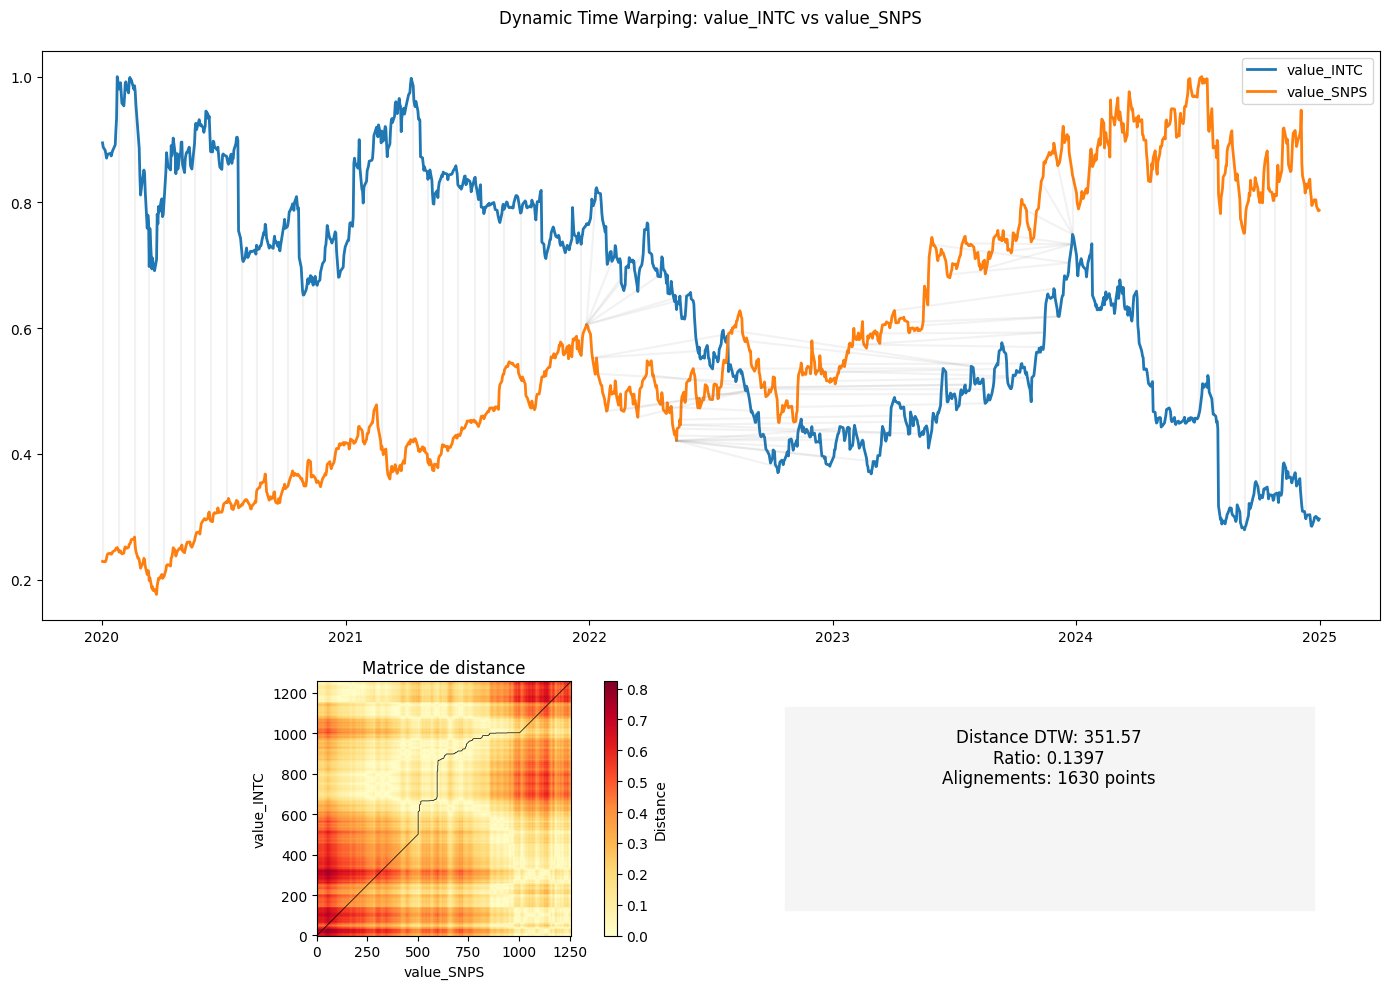 Dynamic Time Warping: value_INTC vs value_SNPS
value_INTC
value_SNPS
1.0
0.8
0.6
0.4
0.2
2020 2021 2022 2023 2024 2025
Matrice de distance
value_INTC
1200
1000
800
600
400
200
0
0 250 500 750 1000 1250
value_SNPS
0.8
0.7
0.6
0.5
0.4
0.3
0.2
0.1
0.0
Distance
Distance DTW: 351.57
Ratio: 0.1397
Alignements: 1630 points